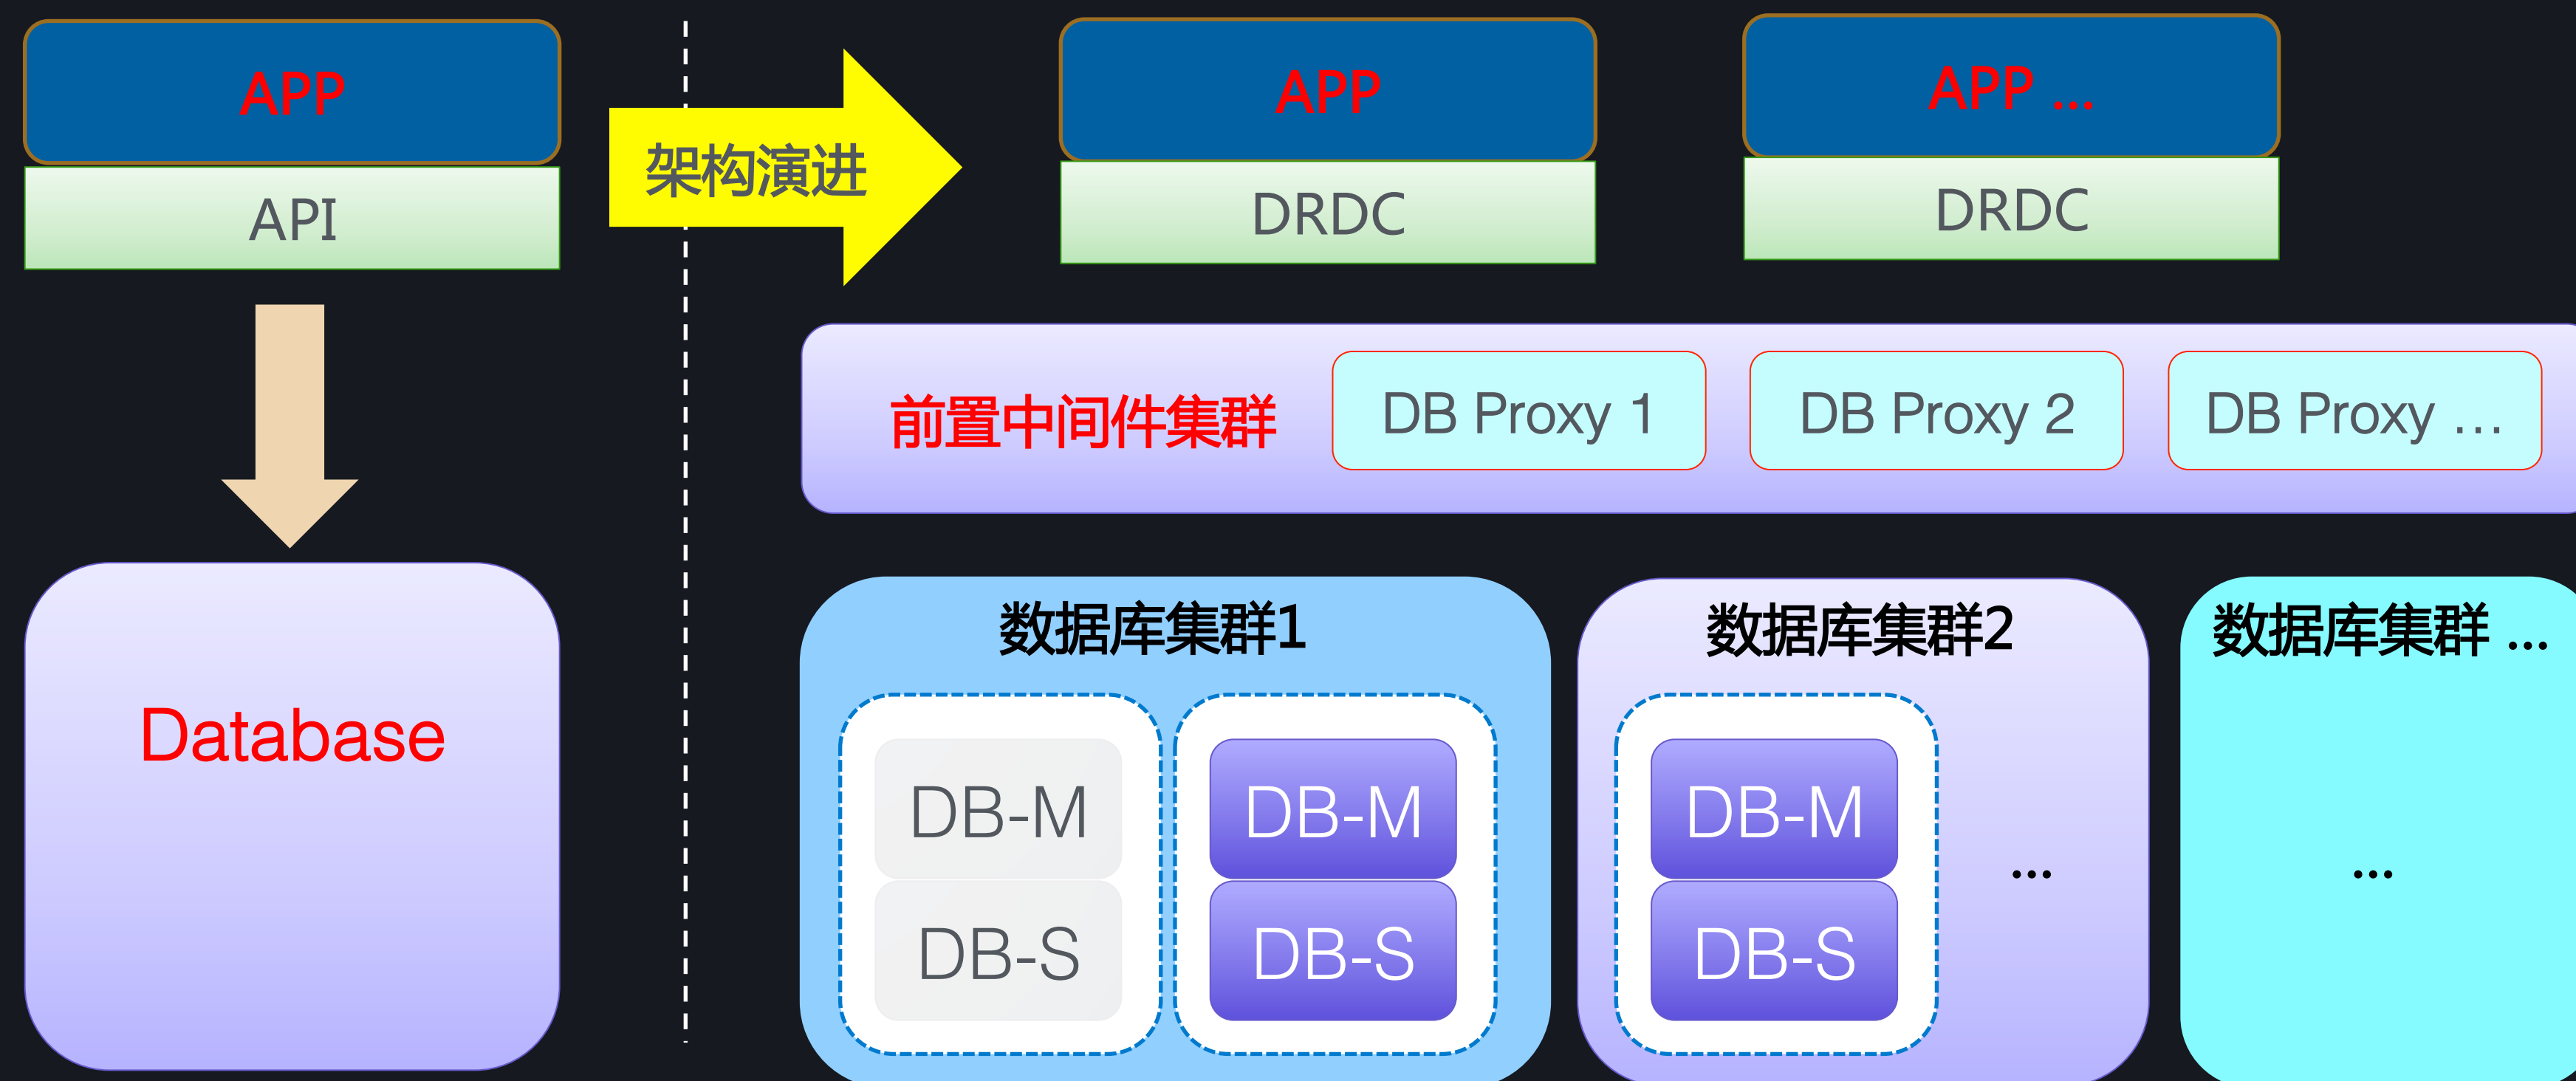 APP
API
Database
架构演进
APP
DRDC
APP ...
DRDC
前置中间件集群
DB Proxy 1
DB Proxy 2
DB Proxy ...
数据库集群1
DB-M
DB-S
DB-M
DB-S
数据库集群2
DB-M
DB-S
...
数据库集群 ...
...